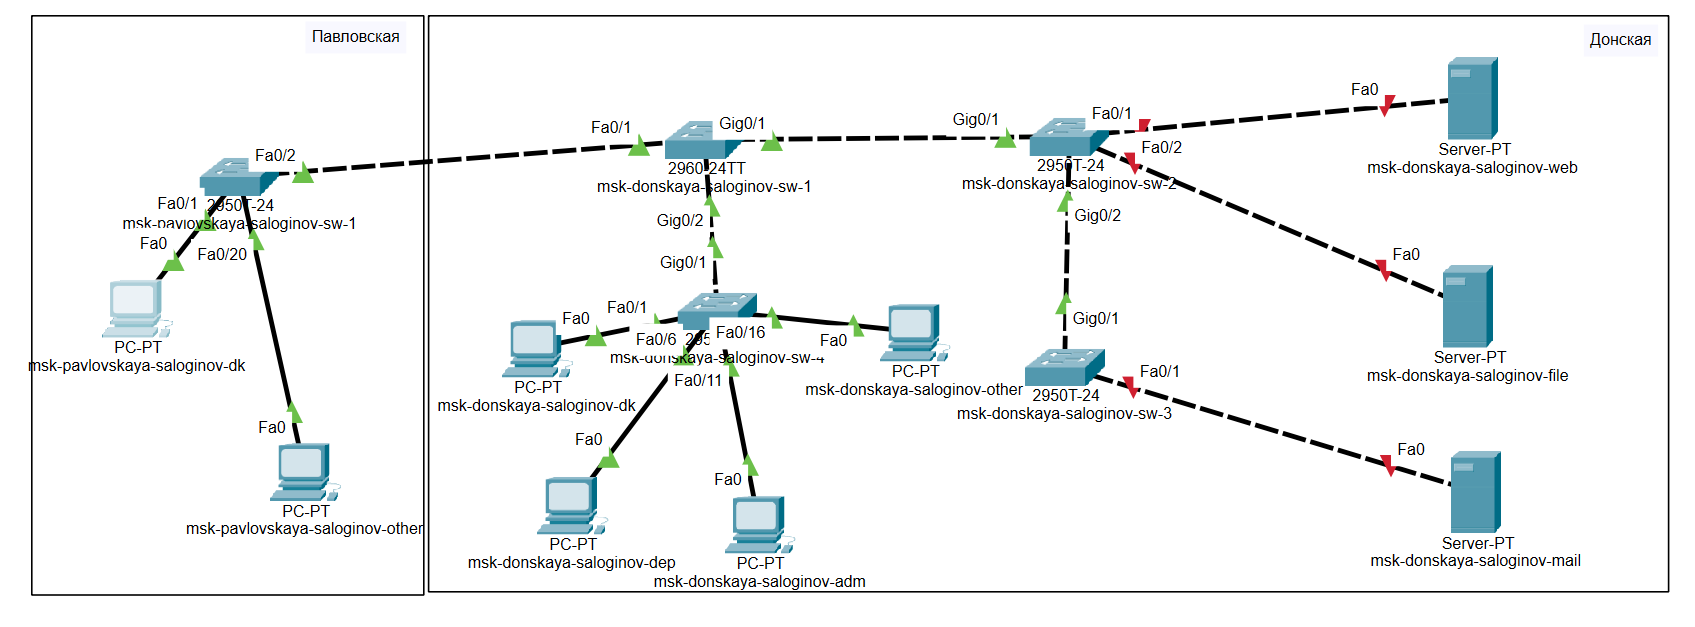 Павловская
Донская
Fa0/2
Fa0/1
2950T-24
msk-pavlovskaya-saloginov-sw-1
Fa0
Fa0/20
PC-PT
msk-pavlovskaya-saloginov-dk
Fa0
PC-PT
msk-pavlovskaya-saloginov-other
Fa0/1
Gig0/1
2960-24TT
msk-donskaya-saloginov-sw-1
Gig0/2
Gig0/1
Gig0/1
Fa0/1
Fa0/2
2950T-24
msk-donskaya-saloginov-sw-2
Gig0/2
Gig0/1
Fa0
Server-PT
msk-donskaya-saloginov-web
Fa0
Server-PT
msk-donskaya-saloginov-file
Fa0/1
2950T-24
msk-donskaya-saloginov-sw-3
Fa0
Server-PT
msk-donskaya-saloginov-mail
Fa0
Fa0/1
Fa0/6
Fa0/16
msk-donskaya-saloginov-sw-4
Fa0/11
Fa0
PC-PT
msk-donskaya-saloginov-dk
PC-PT
msk-donskaya-saloginov-other
Fa0
PC-PT
msk-donskaya-saloginov-dep
Fa0
PC-PT
msk-donskaya-saloginov-adm